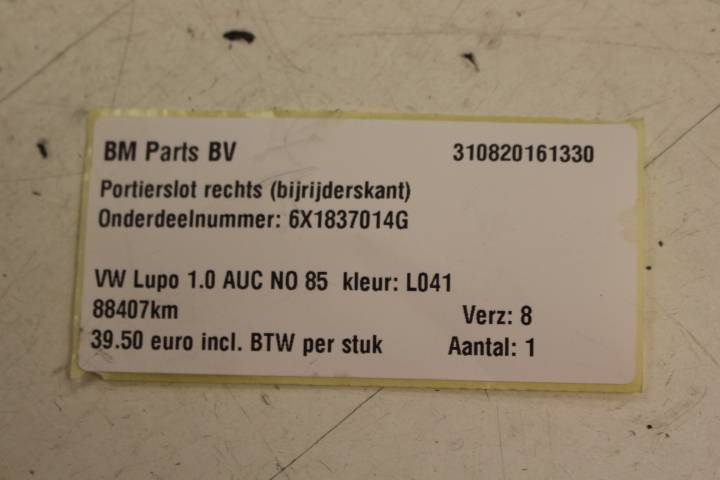 BM Parts BV 310820161330
Portierslot rechts (bijrijderskant)
Onderdeelnummer: 6X1837014G
VW Lupo 1.0 AUC NO 85 kleur: L041
88407km Verz: 8
39.50 euro incl. BTW per stuk Aantal: 1